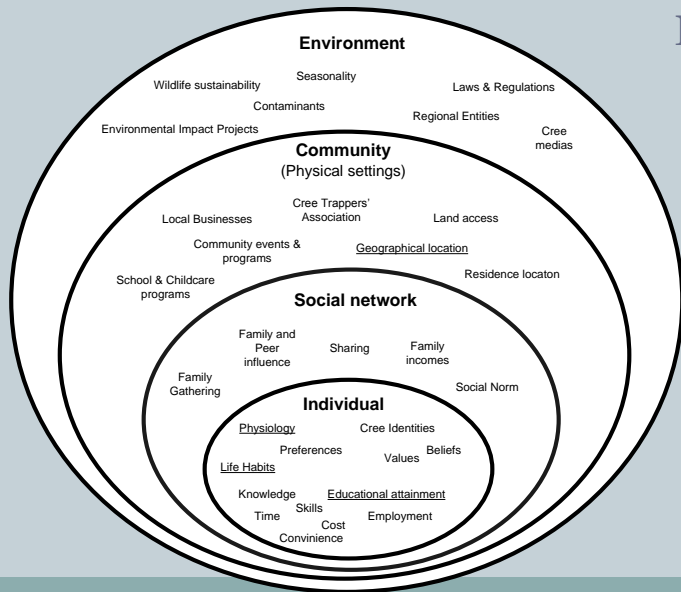 Environment
Seasonality
Wildlife sustainability
Laws & Regulations
Contaminants
Regional Entities
Environmental Impact Projects
Cree
medias
Community
(Physical settings)
Cree Trappers'
Association
Local Businesses
Land access
Community events &
programs
Geographical location
School & Childcare
programs
Residence locaton
Social network
Family and
Peer
influence
Sharing
Family
incomes
Family
Gathering
Social Norm
Individual
Physiology
Cree Identities
Preferences
Values
Beliefs
Life Habits
Knowledge
Educational attainment
Skills
Time
Employment
Cost
Convinience